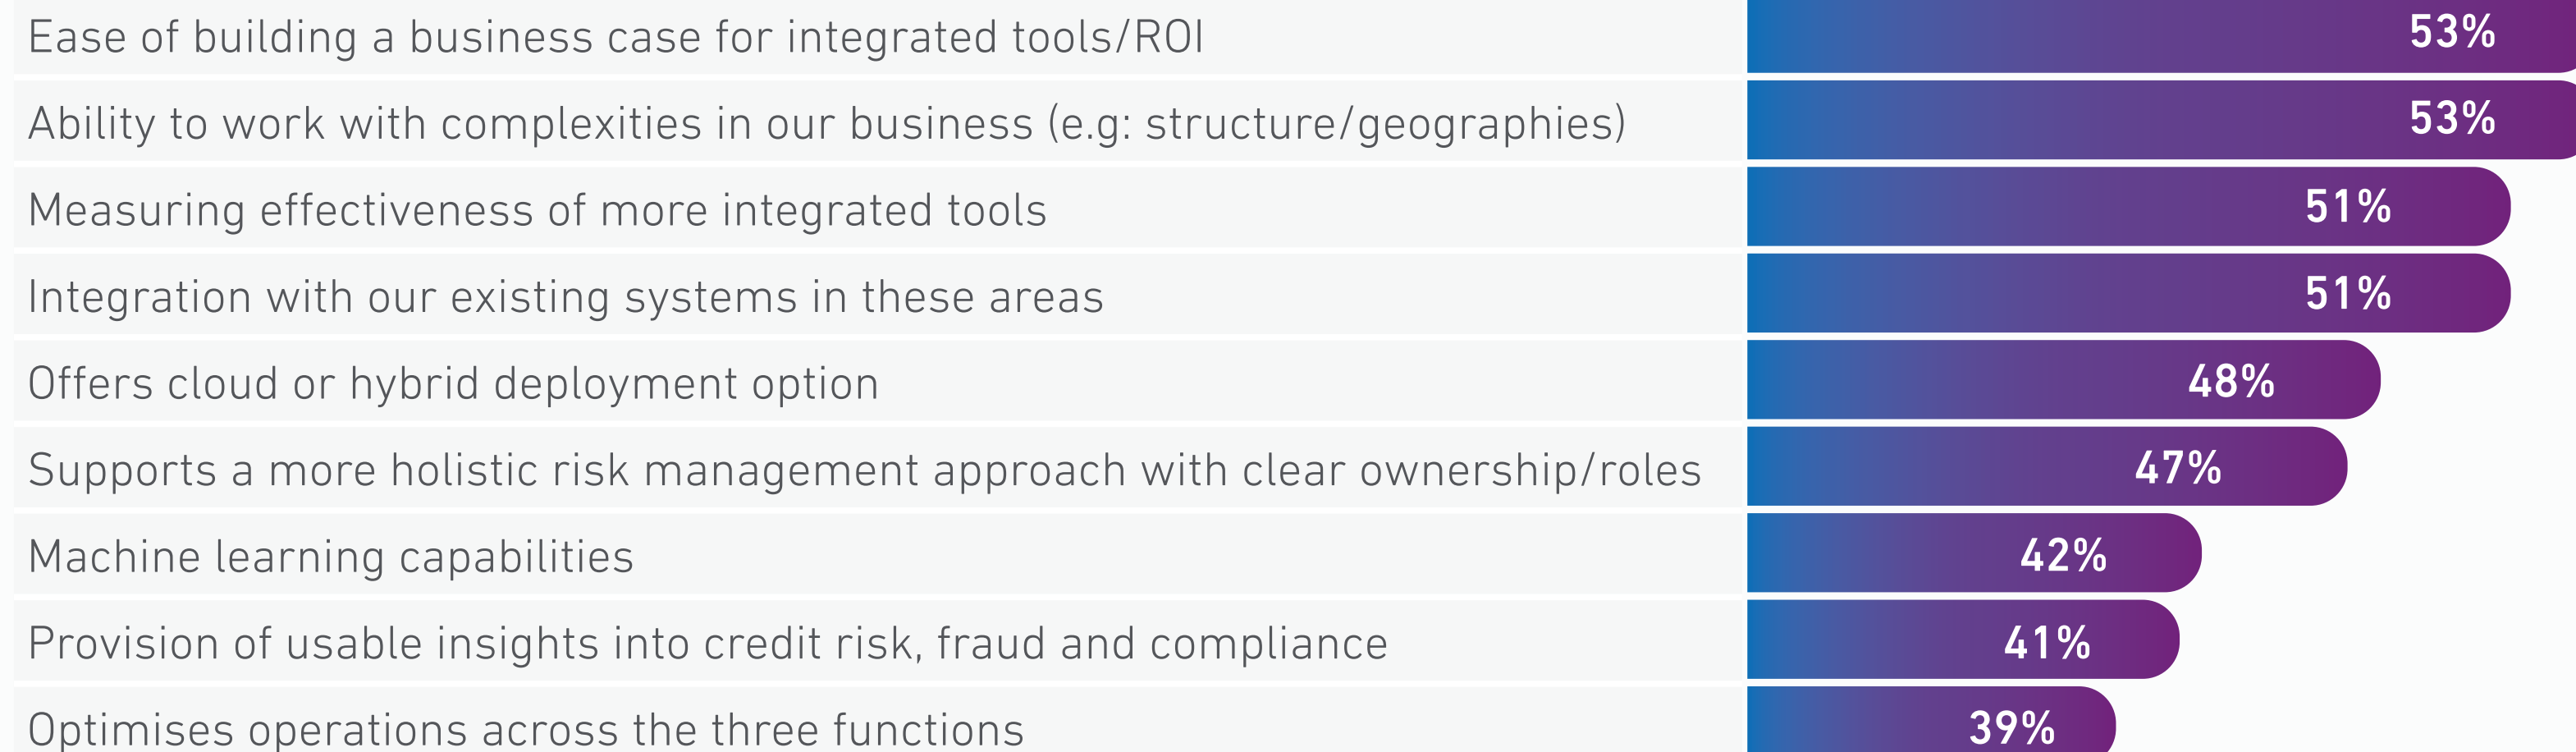 Ease of building a business case for integrated tools/ROI 53%
Ability to work with complexities in our business (e.g: structure/geographies) 53%
Measuring effectiveness of more integrated tools 51%
Integration with our existing systems in these areas 51%
Offers cloud or hybrid deployment option 48%
Supports a more holistic risk management approach with clear ownership/roles 47%
Machine learning capabilities 42%
Provision of usable insights into credit risk, fraud and compliance 41%
Optimises operations across the three functions 39%